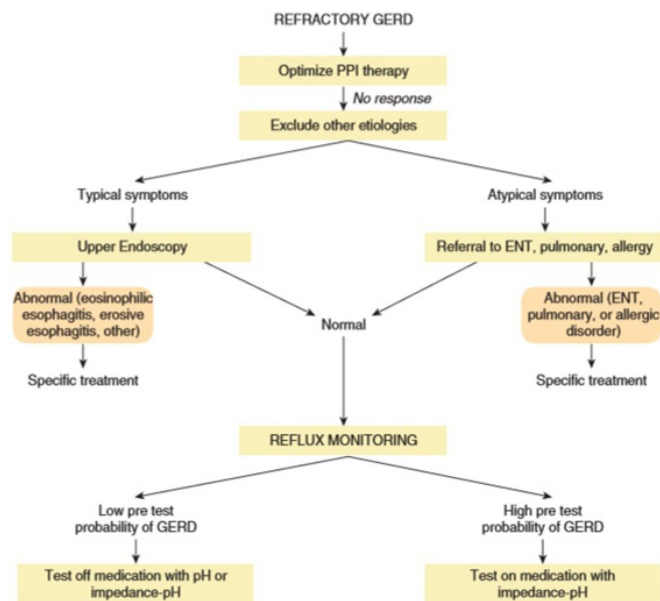 REFRACTORY GERD
Optimize PPI therapy
No response
Exclude other etiologies
Typical symptoms
Atypical symptoms
Upper Endoscopy
Referral to ENT, pulmonary, allergy
Abnormal (eosinophilic
esophagitis, erosive
esophagitis, other)
Normal
Abnormal (ENT,
pulmonary, or allergic
disorder)
Specific treatment
Specific treatment
REFLUX MONITORING
Low pre test
probability of GERD
High pre test
probability of GERD
Test off medication with pH or
impedance-pH
Test on medication with
impedance-pH